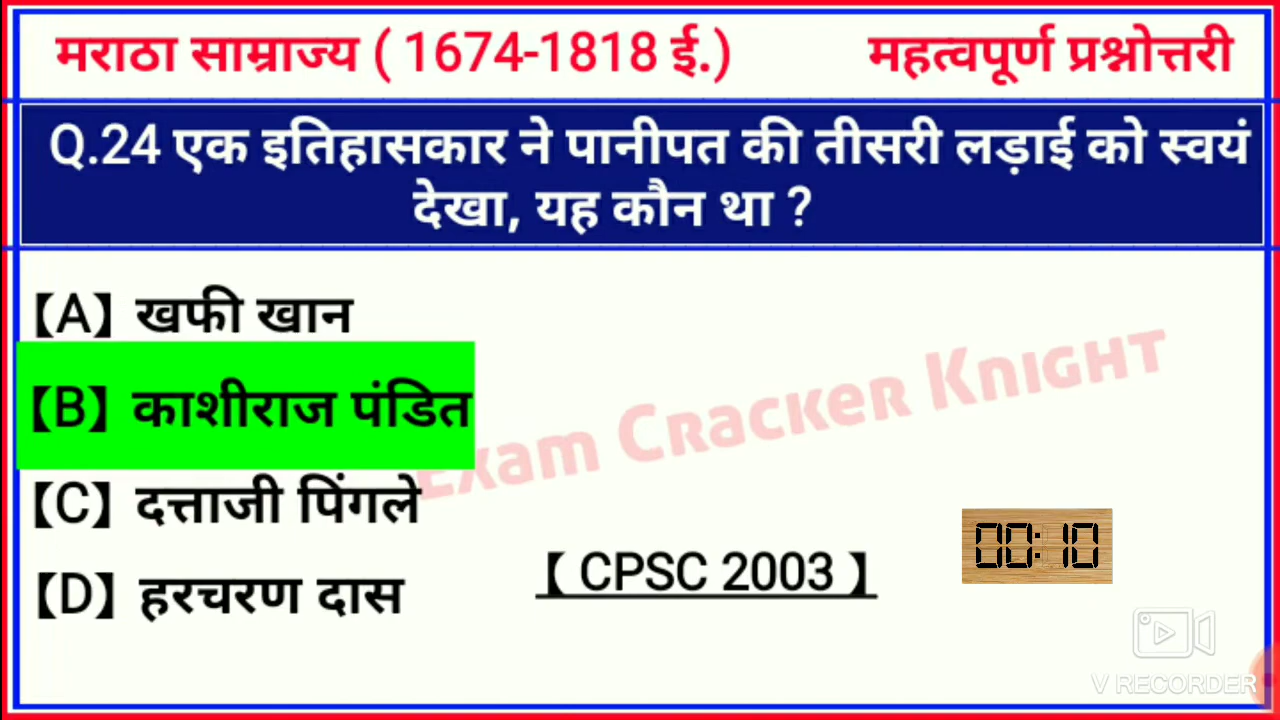 मराठा साम्राज्य ( 1674-1818 ई.) महत्वपूर्ण प्रश्नोत्तरी
Q.24 एक इतिहासकार ने पानीपत की तीसरी लड़ाई को स्वयं
देखा, यह कौन था ?
【A】 खफी खान
【B】 काशीराज पंडित
Exam Cracker Knight
【C】 दत्ताजी पिंगले
【 CPSC 2003 】
00:10
【D】 हरचरण दास
V RECORDER